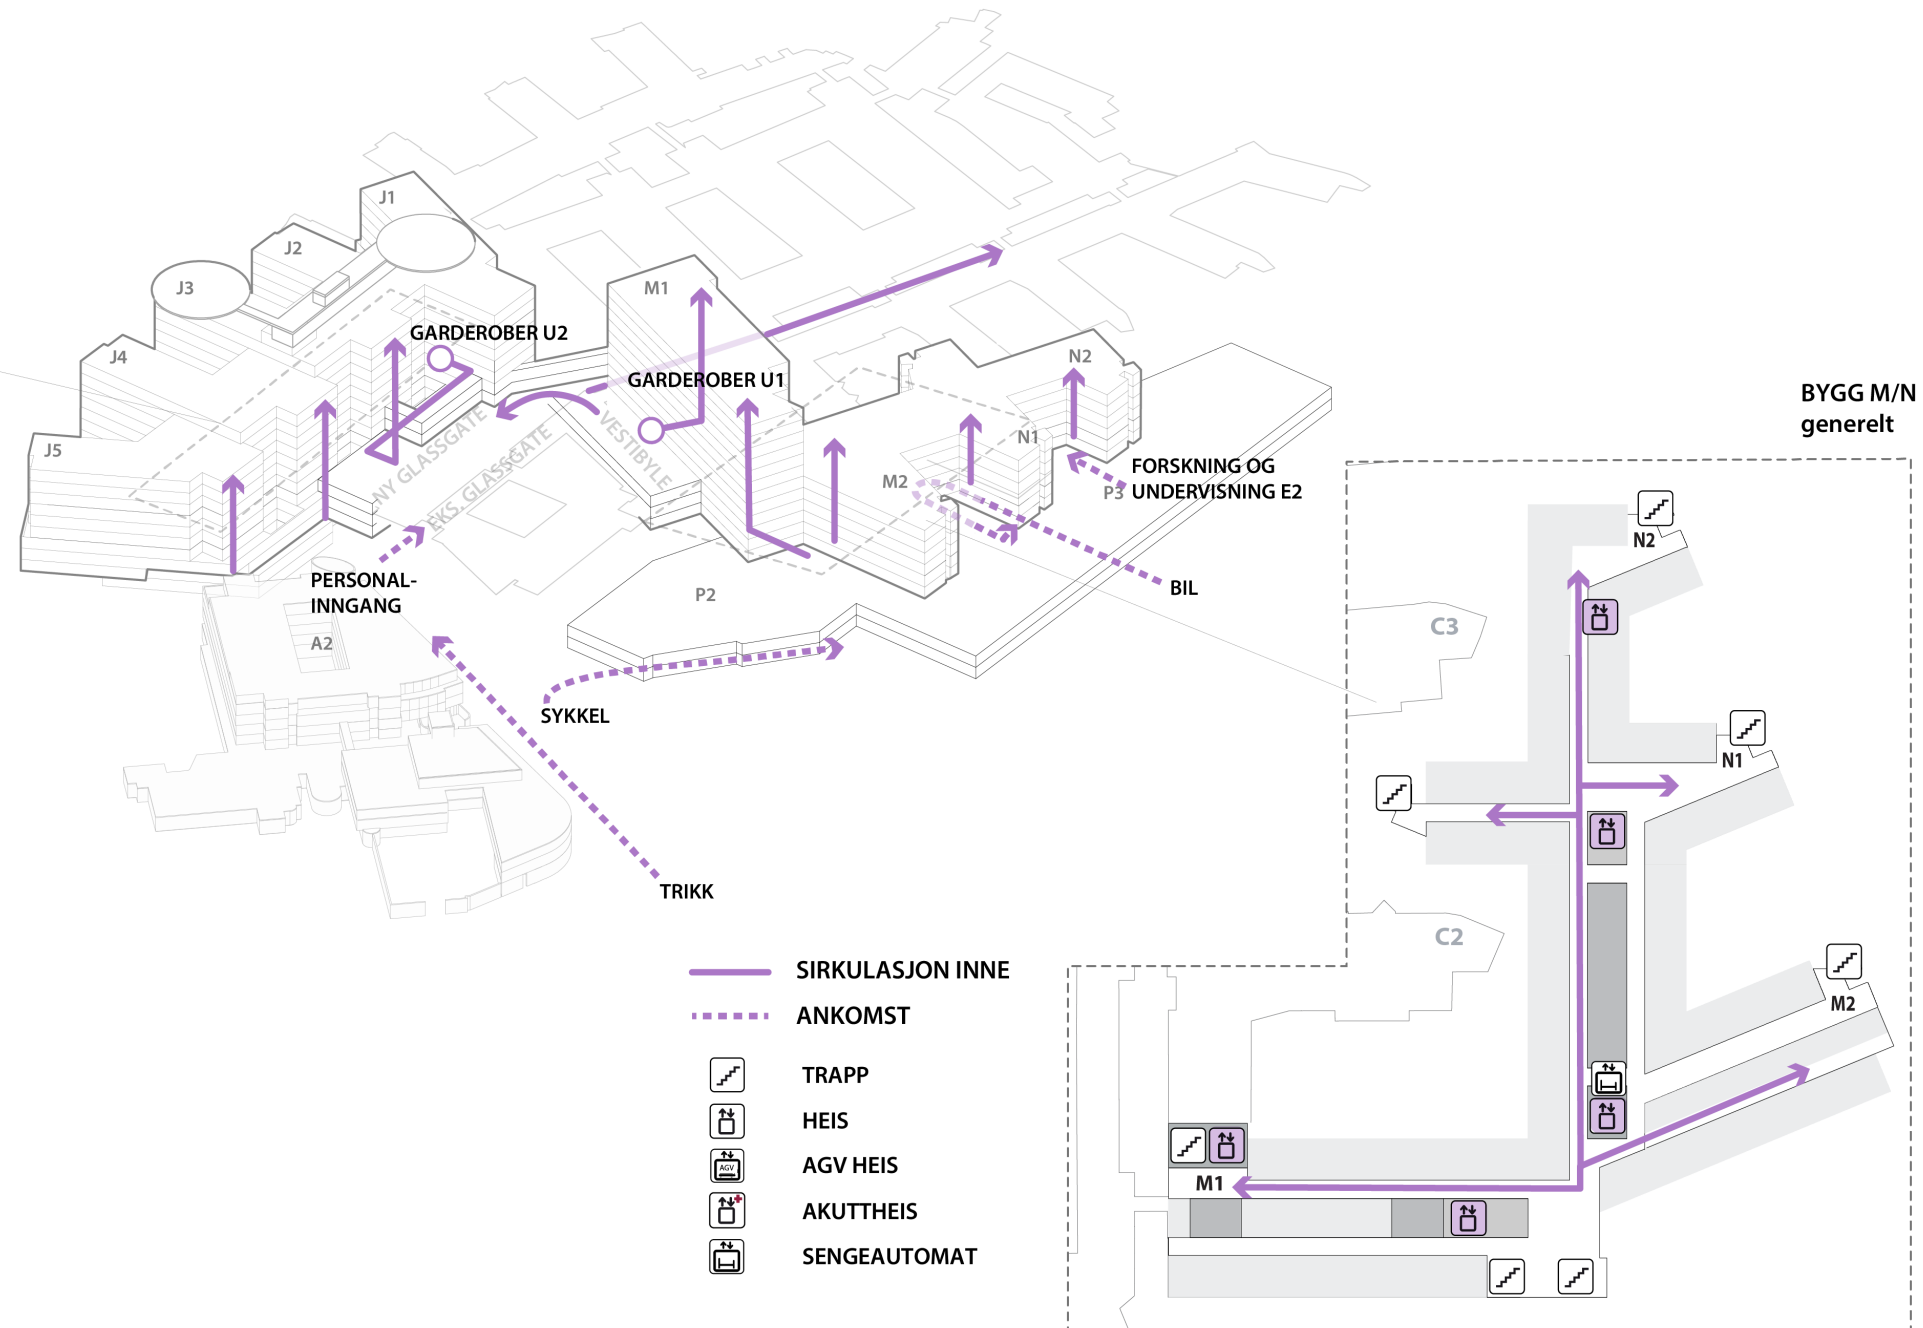 J1
J2
J3
M1
GARDEROBER U2
J4
N2
GARDEROBER U1
BYGG M/N
generelt
NY GLASSGATE
EKS. GLASSGATE
VESTIBYLE
N1
J5
FORSKNING OG
UNDERVISNING E2
M2
P3
PERSONAL-
INNGANG
BIL
P2
A2
SYKKEL
TRIKK
N2
C3
N1
C2
M2
M1
SIRKULASJON INNE
ANKOMST
TRAPP
HEIS
AGV
AGV HEIS
AKUTTHEIS
SENGEAUTOMAT